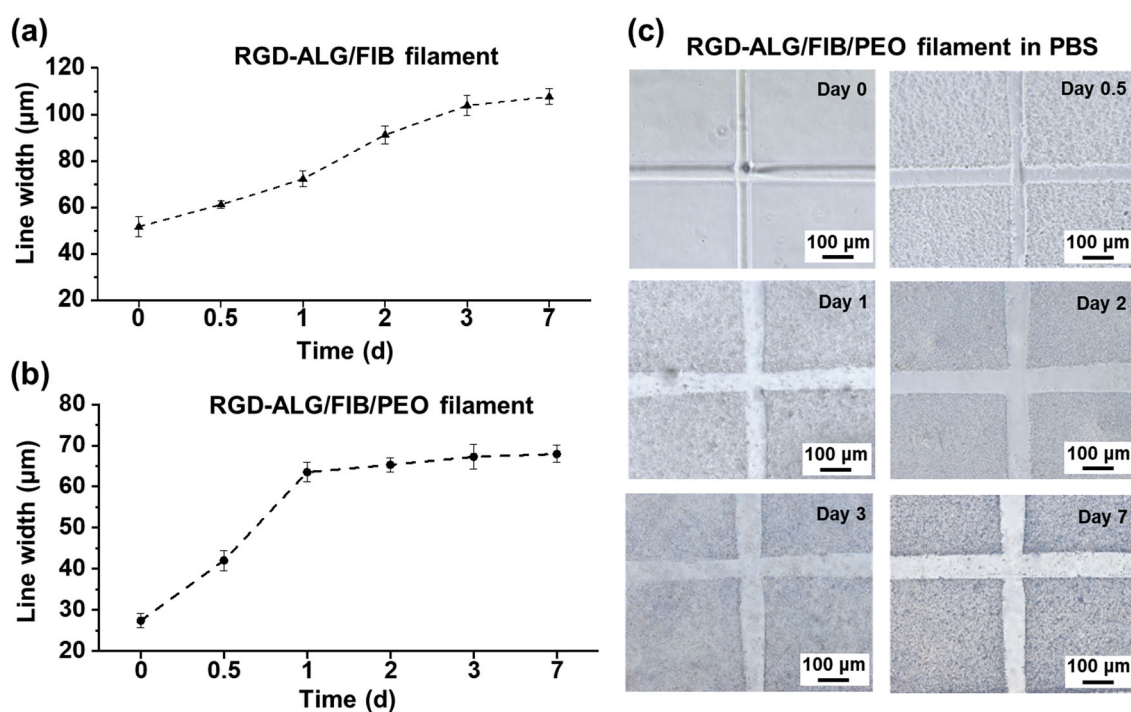 (a)
RGD-ALG/FIB filament
Line width (µm)
120
100
80
60
40
20
0 0.5 1 2 3 7
Time (d)
(b)
RGD-ALG/FIB/PEO filament
Line width (µm)
80
70
60
50
40
30
20
0 0.5 1 2 3 7
Time (d)
(c)
RGD-ALG/FIB/PEO filament in PBS
Day 0
100 µm
Day 0.5
100 µm
Day 1
100 µm
Day 2
100 µm
Day 3
100 µm
Day 7
100 µm